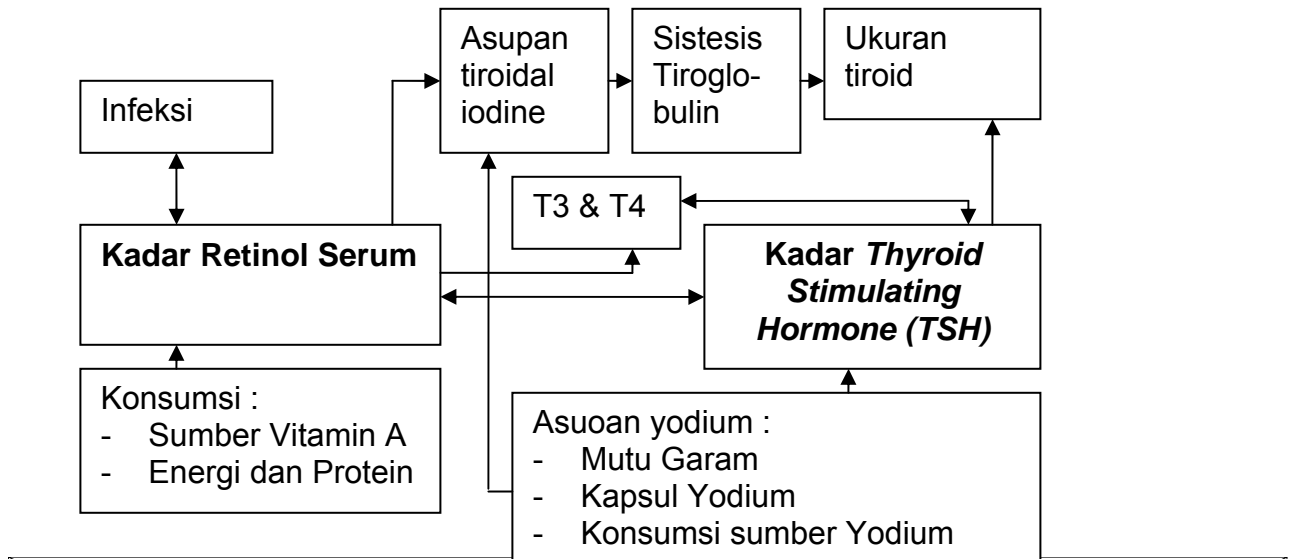 Asupan
tiroidal
iodine
Sistesis
Tiroglo-
bulin
Ukuran
tiroid
Infeksi
T3 & T4
Kadar Retinol Serum
Kadar Thyroid
Stimulating
Hormone (TSH)
Konsumsi :
- Sumber Vitamin A
- Energi dan Protein
Asuoan yodium :
- Mutu Garam
- Kapsul Yodium
- Konsumsi sumber Yodium